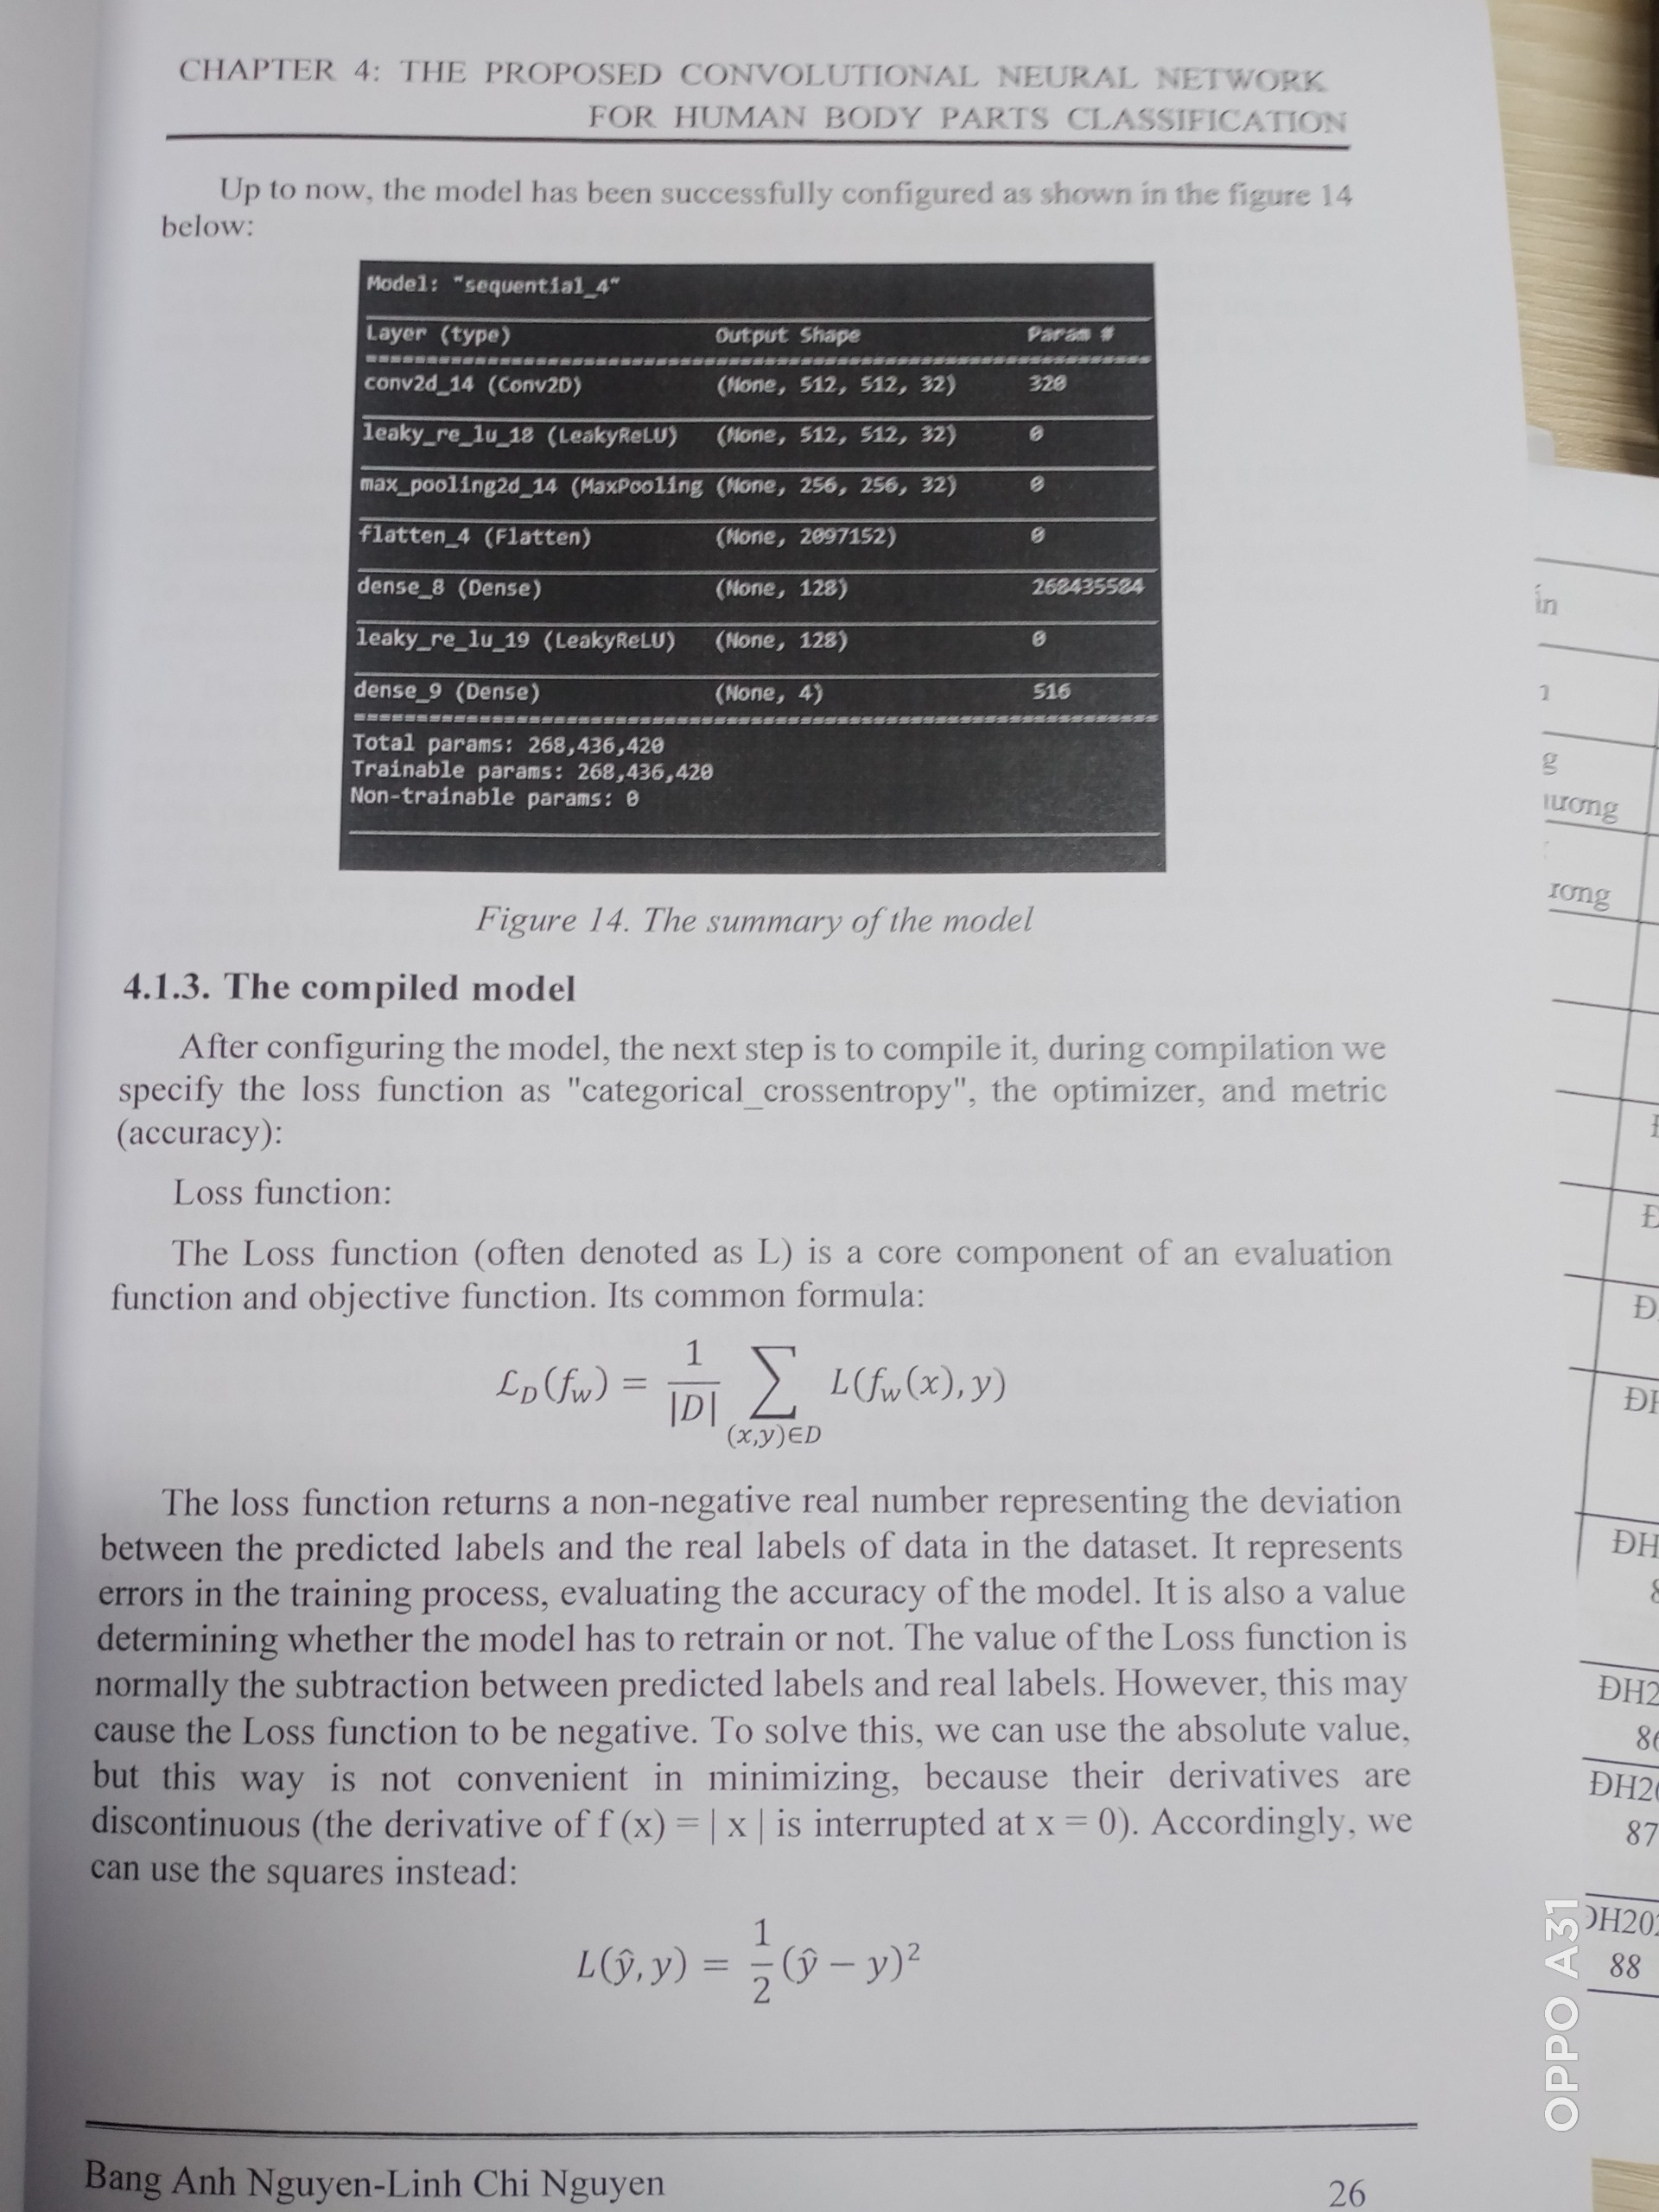 CHAPTER 4: THE PROPOSED CONVOLUTIONAL NEURAL NETWORK
FOR HUMAN BODY PARTS CLASSIFICATION
Up to now, the model has been successfully configured as shown in the figure 14
below:
Model: "sequential_4"
Layer (type) Output Shape Param #
conv2d_14 (Conv2D) (None, 512, 512, 32) 320
leaky_re_lu_18 (LeakyReLU) (None, 512, 512, 32) 0
max_pooling2d_14 (MaxPooling (None, 256, 256, 32) 0
flatten_4 (Flatten) (None, 2097152) 0
dense_8 (Dense) (None, 128) 268435584
leaky_re_lu_19 (LeakyReLU) (None, 128) 0
dense_9 (Dense) (None, 4) 516
Total params: 268,436,420
Trainable params: 268,436,420
Non-trainable params: 0
Figure 14. The summary of the model
4.1.3. The compiled model
After configuring the model, the next step is to compile it, during compilation we
specify the loss function as "categorical_crossentropy", the optimizer, and metric
(accuracy):
Loss function:
The Loss function (often denoted as L) is a core component of an evaluation
function and objective function. Its common formula:
ℒ_D(f_w) = 1/|D| ∑_{(x,y)∈D} L(f_w(x), y)
The loss function returns a non-negative real number representing the deviation
between the predicted labels and the real labels of data in the dataset. It represents
errors in the training process, evaluating the accuracy of the model. It is also a value
determining whether the model has to retrain or not. The value of the Loss function is
normally the subtraction between predicted labels and real labels. However, this may
cause the Loss function to be negative. To solve this, we can use the absolute value,
but this way is not convenient in minimizing, because their derivatives are
discontinuous (the derivative of f (x) = | x | is interrupted at x = 0). Accordingly, we
can use the squares instead:
L(ŷ, y) = 1/2 (ŷ − y)²
Bang Anh Nguyen-Linh Chi Nguyen
26
ín
g
rong
ĐH2
ĐH20
87
88
OPPO A31